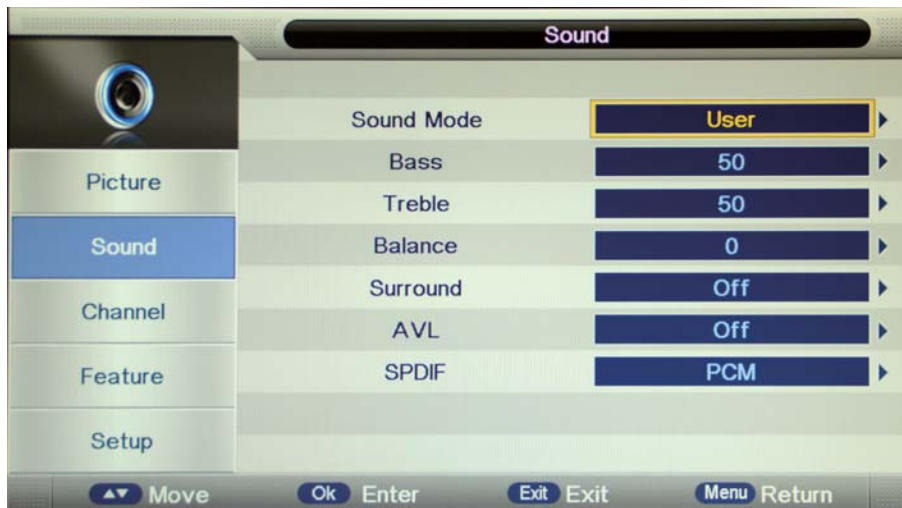 Sound
Sound Mode User
Bass 50
Picture
Treble 50
Sound
Balance 0
Surround Off
Channel
AVL Off
Feature
SPDIF PCM
Setup
Move Ok Enter Exit Exit Menu Return